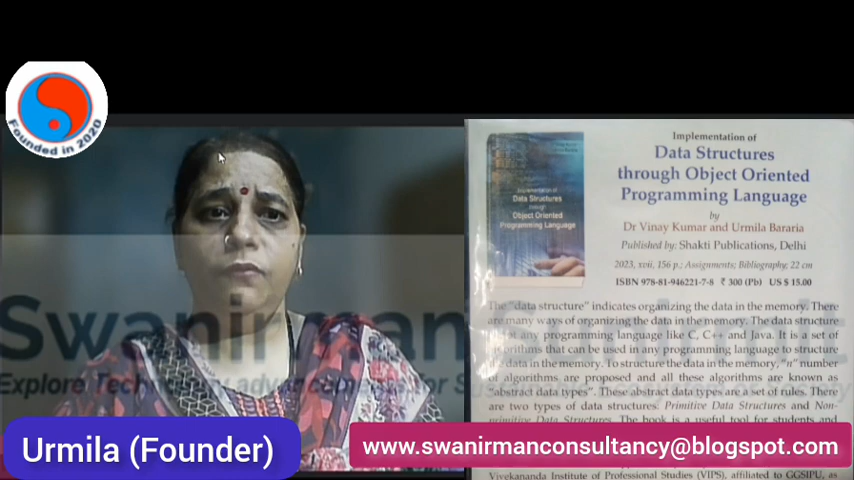 Founded in 2020
Implementation of
Data Structures
through Object Oriented
Programming Language
by
Dr Vinay Kumar and Urmila Bararia
Published by: Shakti Publications, Delhi
2023, xvii, 156 p.; Assignments; Bibliography; 22 cm
ISBN 978-81-946221-7-8 ₹ 300 (Pb) US $ 15.00
Implementation of
Data Structures
through
Object Oriented
Programming Language
The "data structure" indicates organizing the data in the memory. There
are many ways of organizing the data in the memory. The data structure
is not any programming language like C, C++ and Java. It is a set of
algorithms that can be used in any programming language to structure
the data in the memory. To structure the data in the memory, "n" number
of algorithms are proposed and all these algorithms are known as
"abstract data types". These abstract data types are a set of rules. There
are two types of data structures. Primitive Data Structures and Non-
primitive Data Structures. The book is a useful tool for students and
Vivekananda Institute of Professional Studies (VIPS), affiliated to GGSIPU, as
Swanirman
Explore Technology advancements for
Urmila (Founder)
www.swanirmanconsultancy@blogspot.com